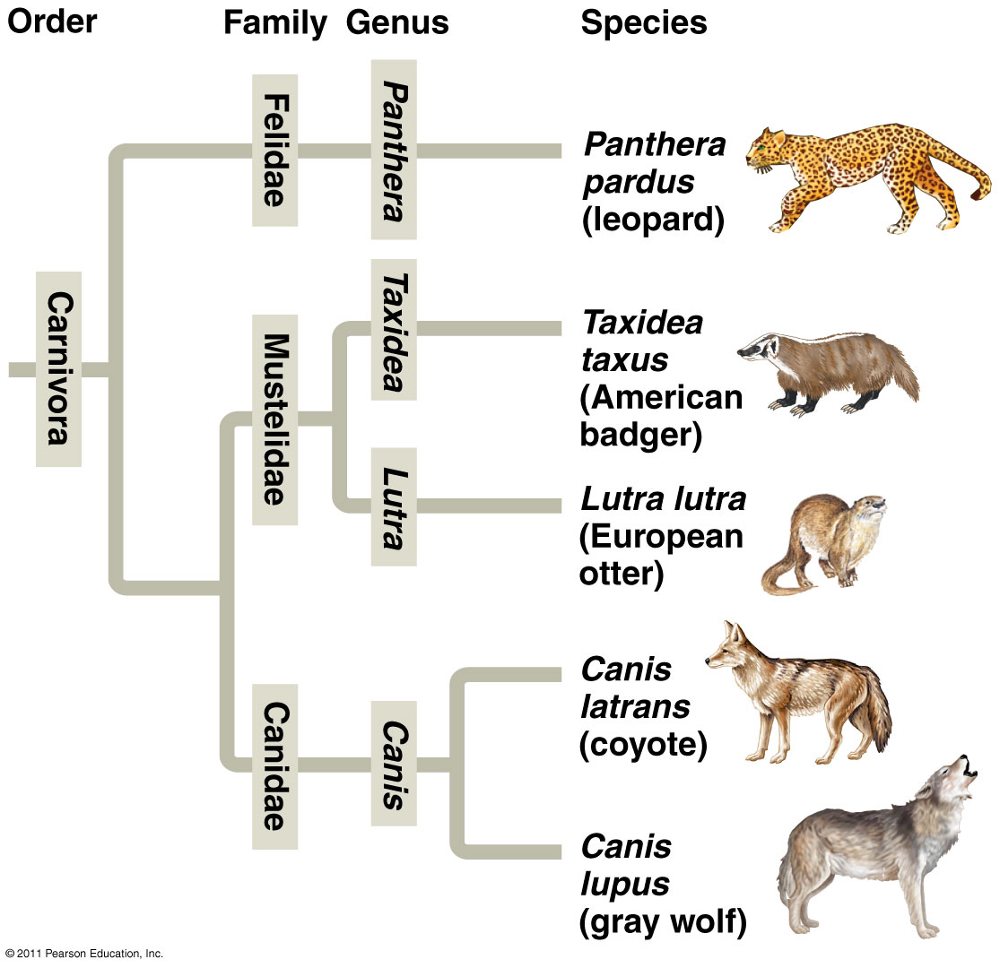 Order Family Genus Species
Carnivora
Felidae
Panthera
Panthera
pardus
(leopard)
Mustelidae
Taxidea
Taxidea
taxus
(American
badger)
Lutra
Lutra lutra
(European
otter)
Canidae
Canis
Canis
latrans
(coyote)
Canis
lupus
(gray wolf)
© 2011 Pearson Education, Inc.